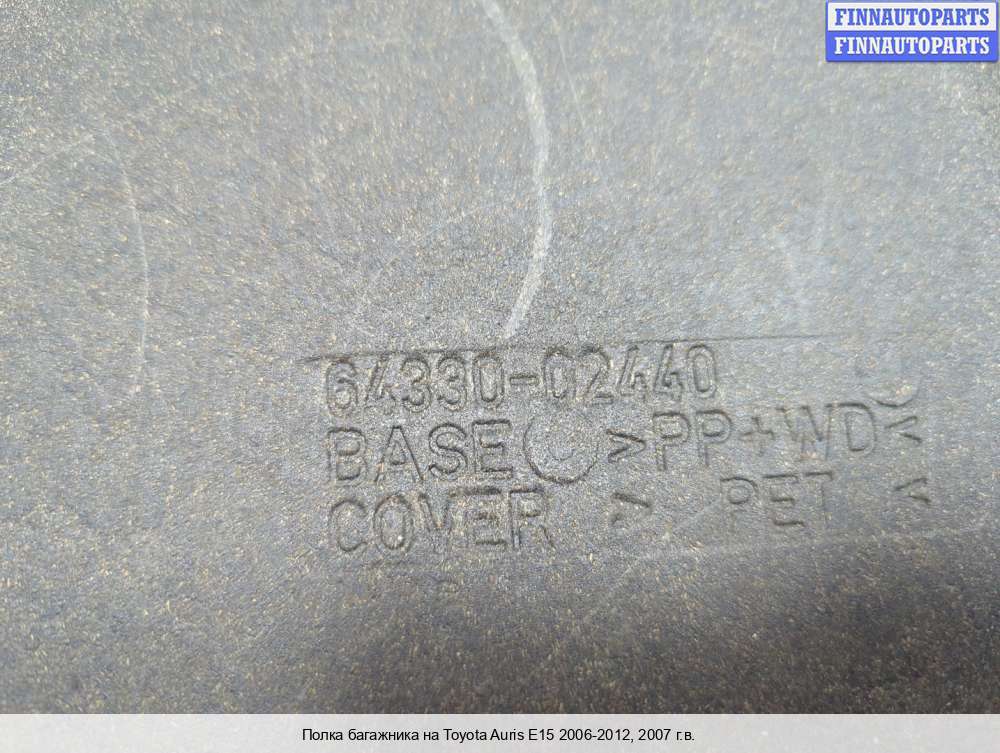 FINNAUTOPARTS
FINNAUTOPARTS
64330-02440
BASE >PP+WD<
COVER > PET <
Полка багажника на Toyota Auris E15 2006-2012, 2007 г.в.